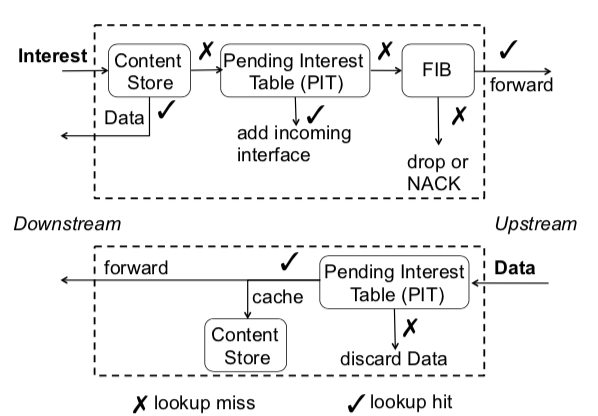 Interest
Content
Store
Pending Interest
Table (PIT)
FIB
forward
Data
add incoming
interface
drop or
NACK
Downstream
Upstream
forward
Pending Interest
Table (PIT)
Data
cache
Content
Store
discard Data
✗ lookup miss
✓ lookup hit